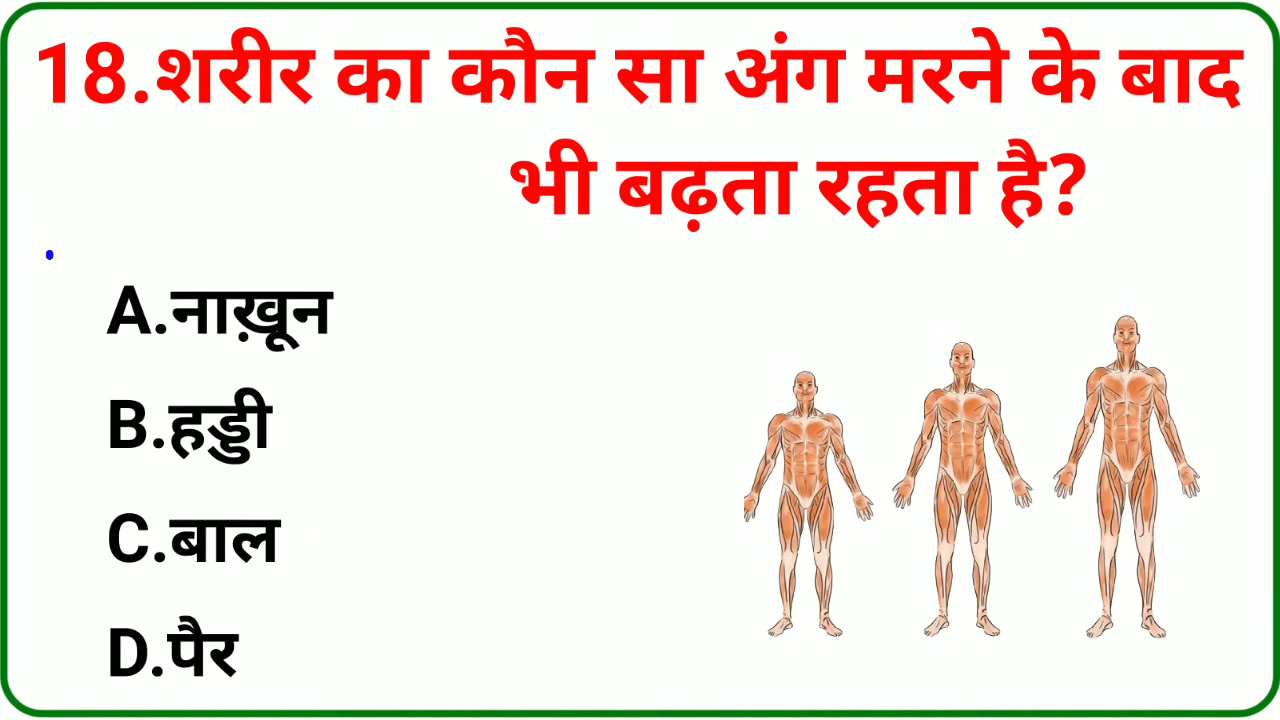 18.शरीर का कौन सा अंग मरने के बाद
भी बढ़ता रहता है?
A.नाख़ून
B.हड्डी
C.बाल
D.पैर